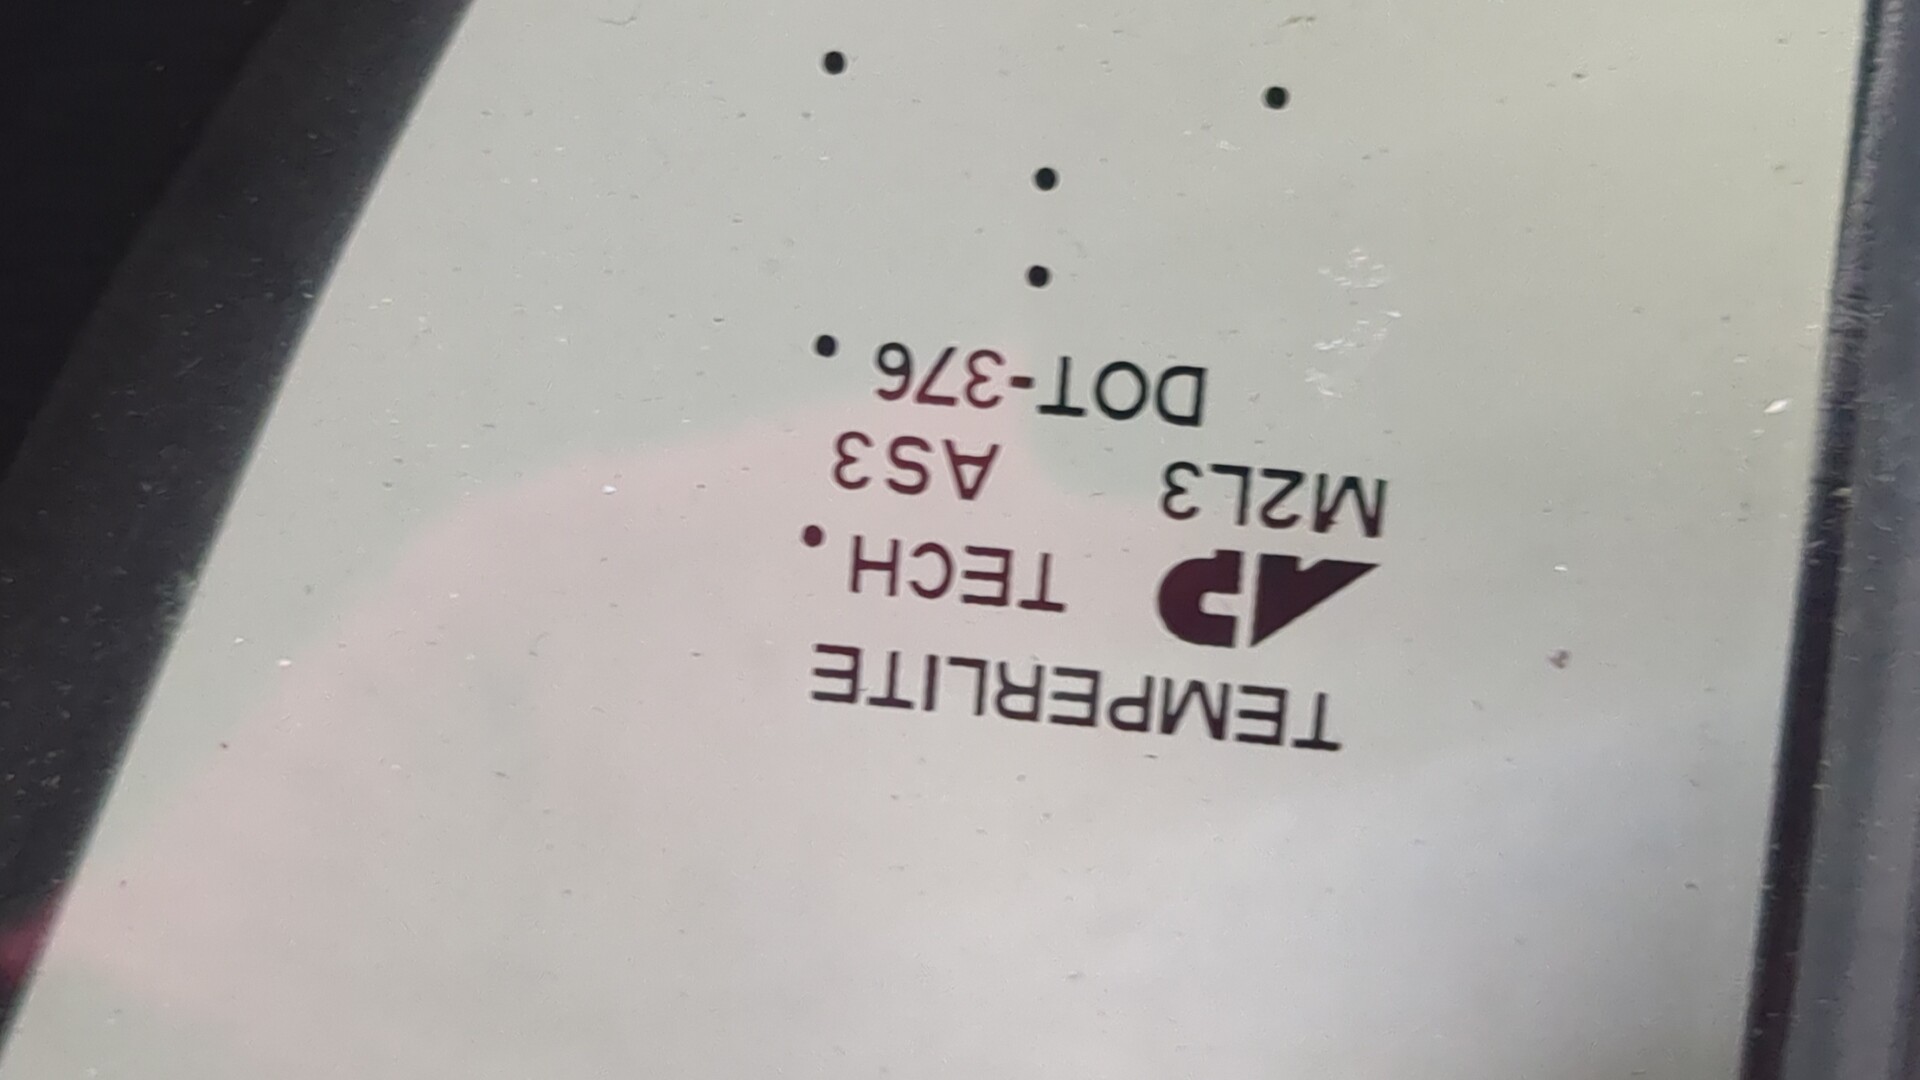 TEMPERLITE
AP TECH.
M2L3 AS3
DOT-376